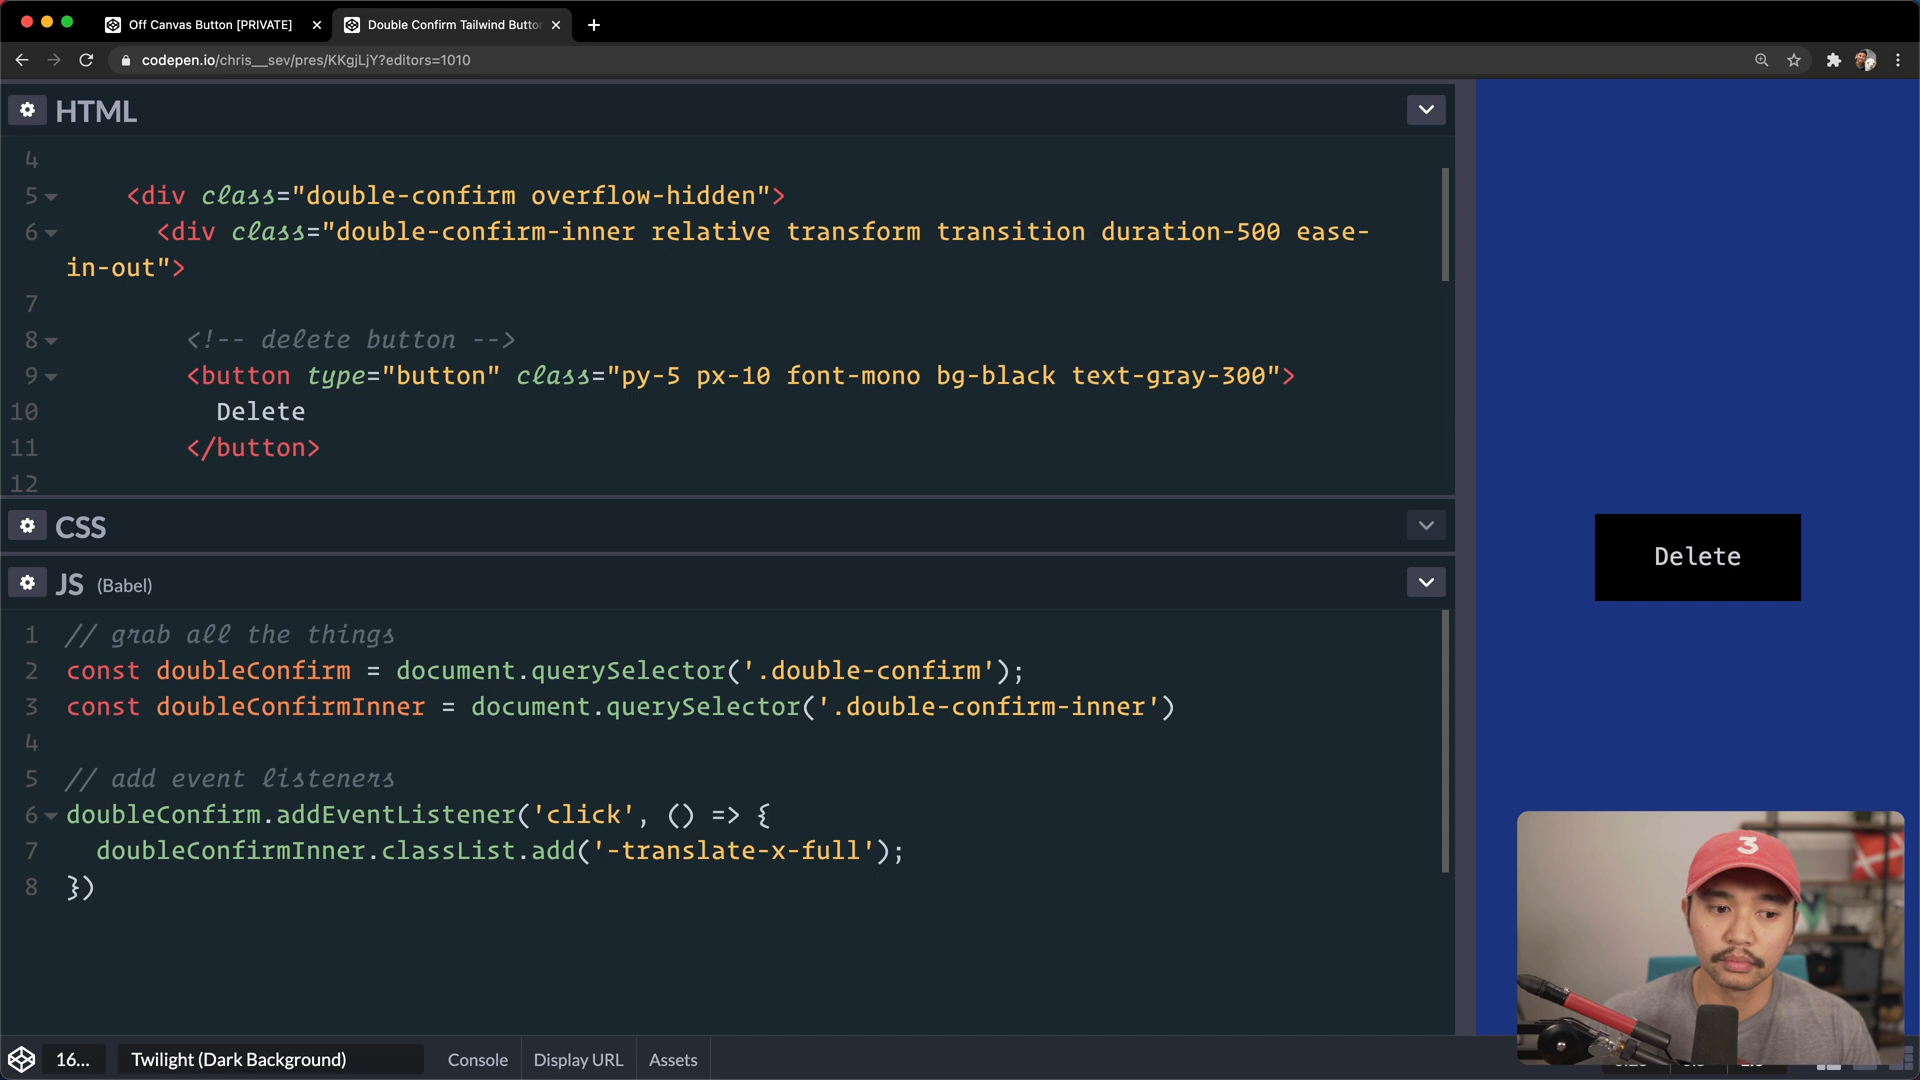 Off Canvas Button [PRIVATE]
Double Confirm Tailwind Butto
codepen.io/chris__sev/pres/KKgjLjY?editors=1010
HTML
4
5 <div class="double-confirm overflow-hidden">
6 <div class="double-confirm-inner relative transform transition duration-500 ease-
in-out">
7
8 <!-- delete button -->
9 <button type="button" class="py-5 px-10 font-mono bg-black text-gray-300">
10 Delete
11 </button>
12
CSS
Delete
JS (Babel)
1 // grab all the things
2 const doubleConfirm = document.querySelector('.double-confirm');
3 const doubleConfirmInner = document.querySelector('.double-confirm-inner')
4
5 // add event listeners
6 doubleConfirm.addEventListener('click', () => {
7 doubleConfirmInner.classList.add('-translate-x-full');
8 })
3
16... Twilight (Dark Background) Console Display URL Assets